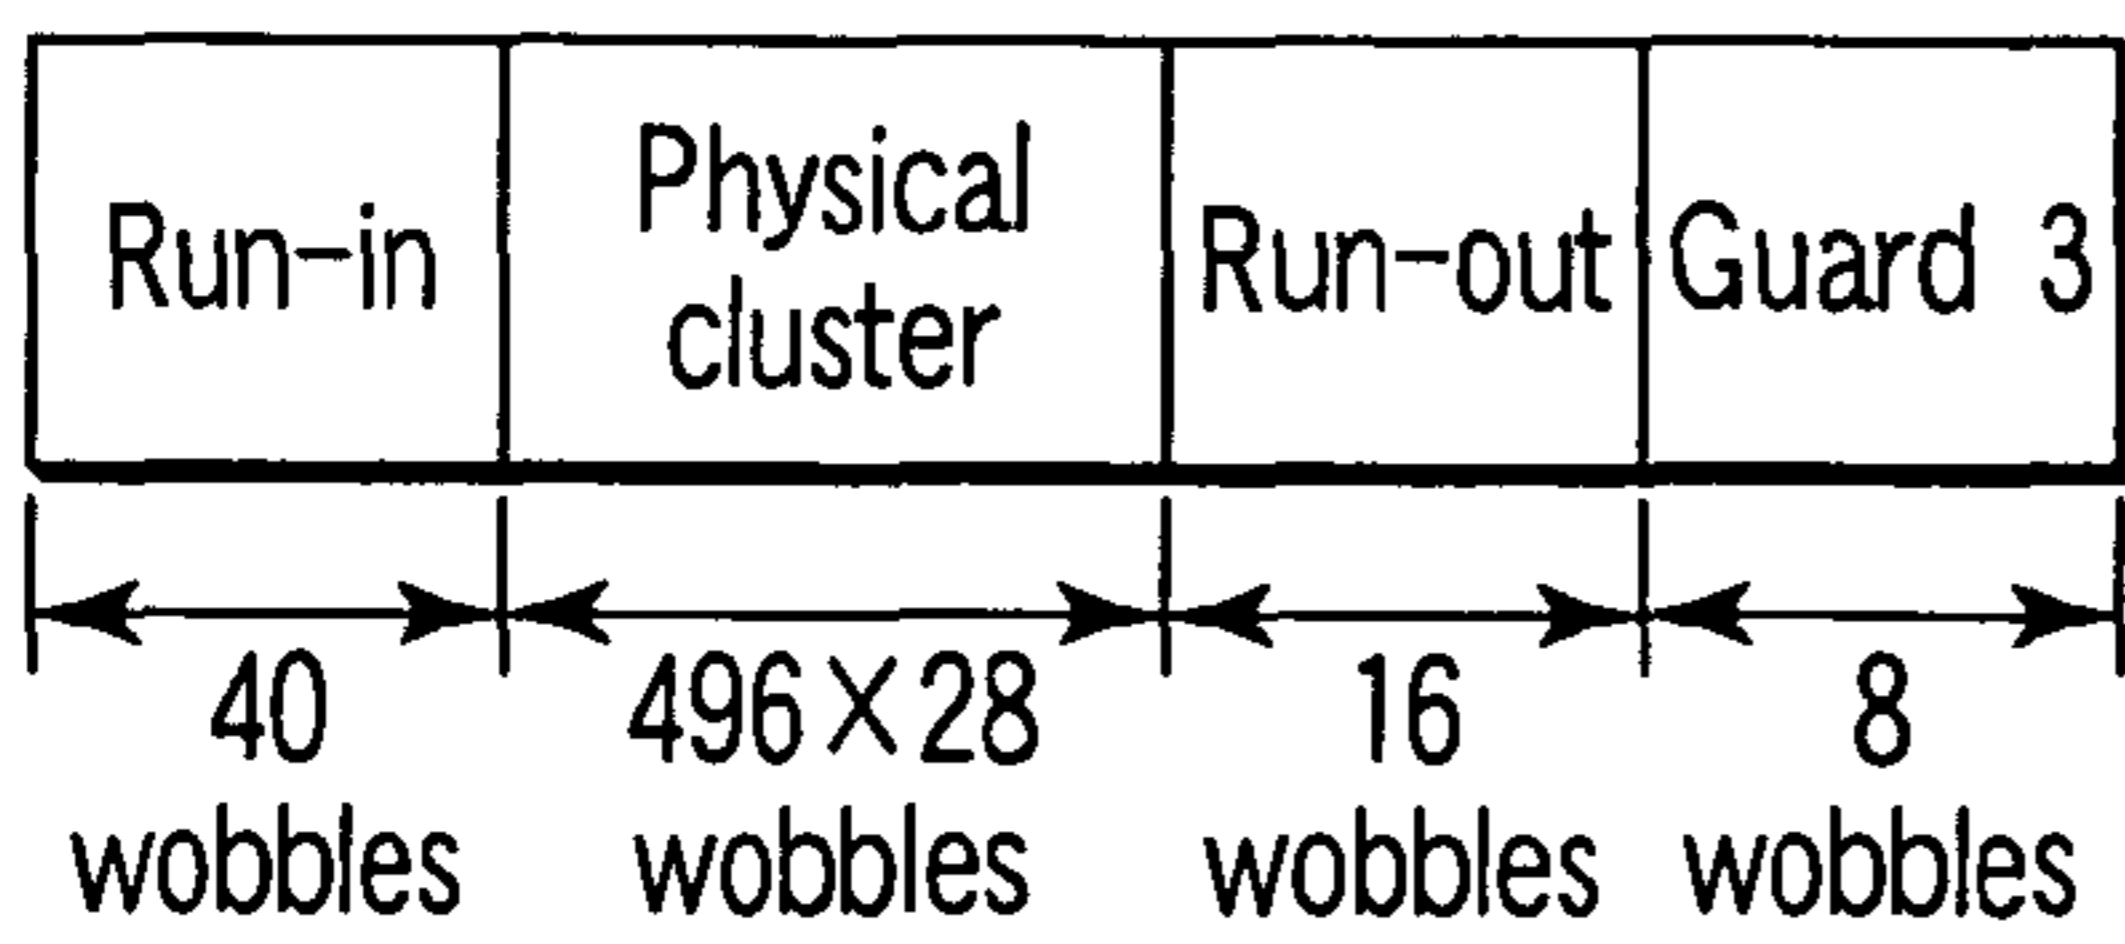 Run-in
Physical
cluster
Run-out
Guard 3
40
wobbles
496×28
wobbles
16
wobbles
8
wobbles